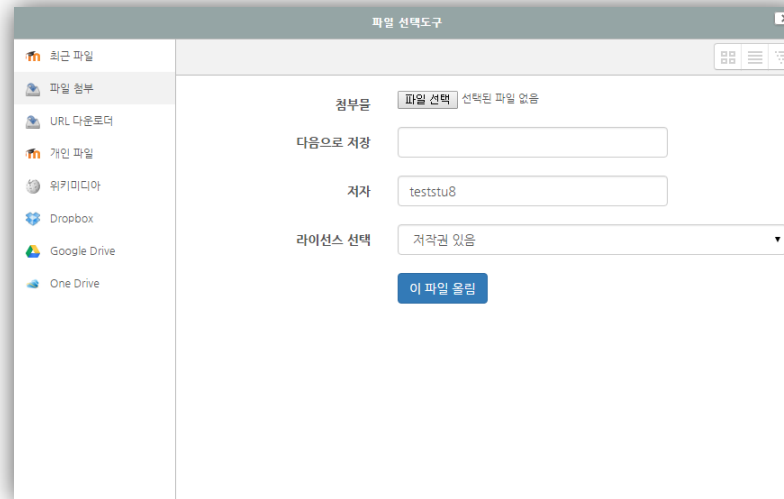 파일 선택도구
최근 파일
파일 첨부
URL 다운로더
개인 파일
위키미디어
Dropbox
Google Drive
One Drive
첨부물 파일 선택 선택된 파일 없음
다음으로 저장
저자 teststu8
라이선스 선택 저작권 있음
이 파일 올림